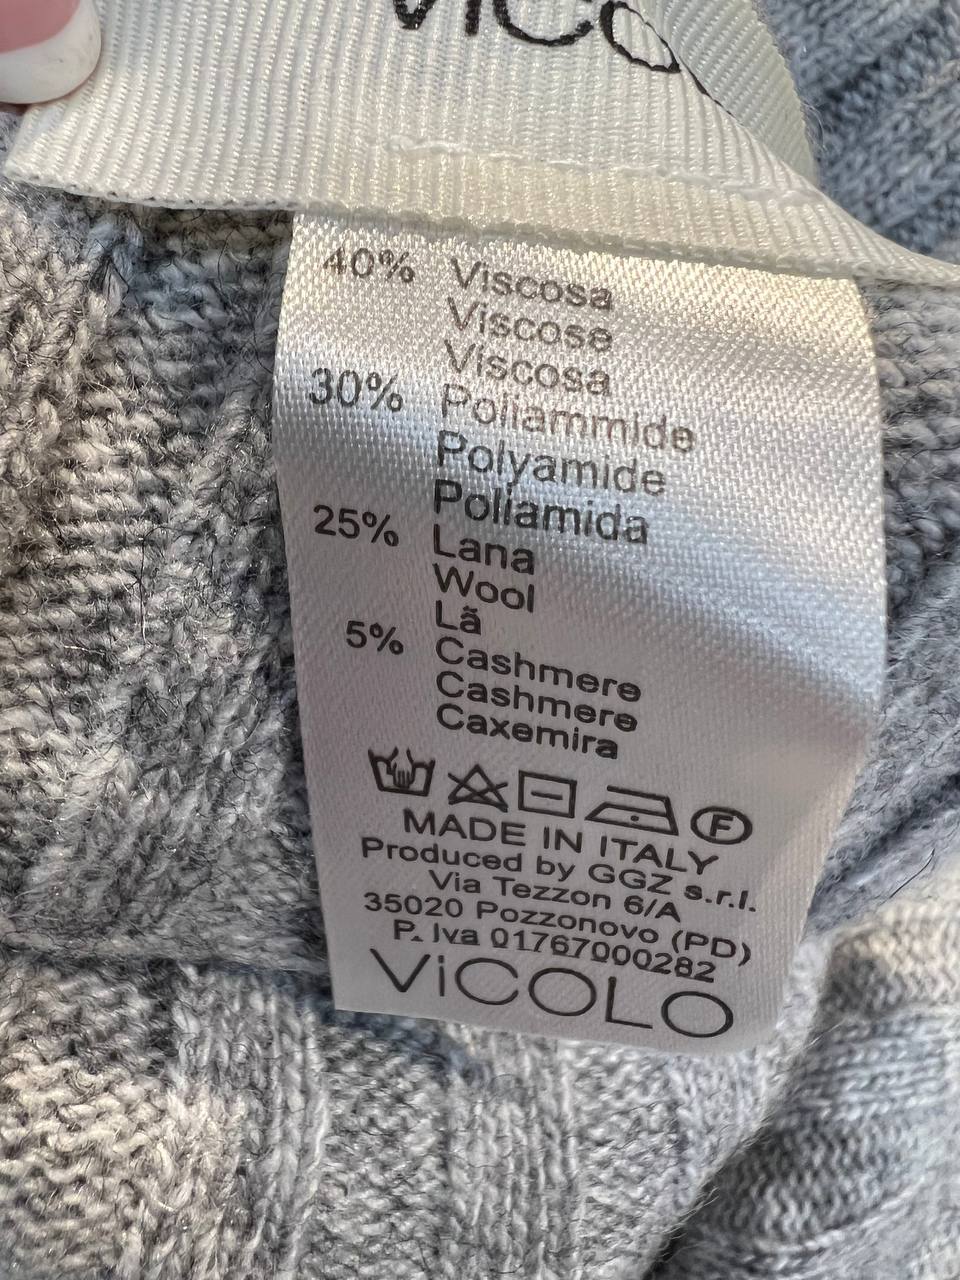 ViCO
40% Viscosa
Viscose
Viscosa
30% Poliammide
Polyamide
Poliamida
25% Lana
Wool
Lã
5% Cashmere
Cashmere
Caxemira
F
MADE IN ITALY
Produced by GGZ s.r.l.
Via Tezzon 6/A
35020 Pozzonovo (PD)
P. Iva 01767000282
ViCOLO